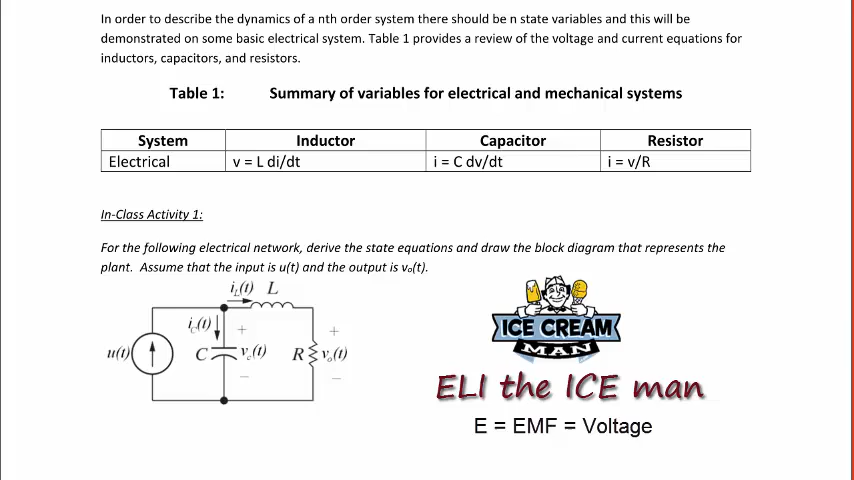 In order to describe the dynamics of a nth order system there should be n state variables and this will be
demonstrated on some basic electrical system. Table 1 provides a review of the voltage and current equations for
inductors, capacitors, and resistors.
Table 1: Summary of variables for electrical and mechanical systems
System Inductor Capacitor Resistor
Electrical v = L di/dt i = C dv/dt i = v/R
In-Class Activity 1:
For the following electrical network, derive the state equations and draw the block diagram that represents the
plant. Assume that the input is u(t) and the output is vₒ(t).
i_L(t) L
i_C(t) +
+
u(t) C v_c(t) R v_o(t)
−
−
ICE CREAM
MAN
ELI the ICE man
E = EMF = Voltage